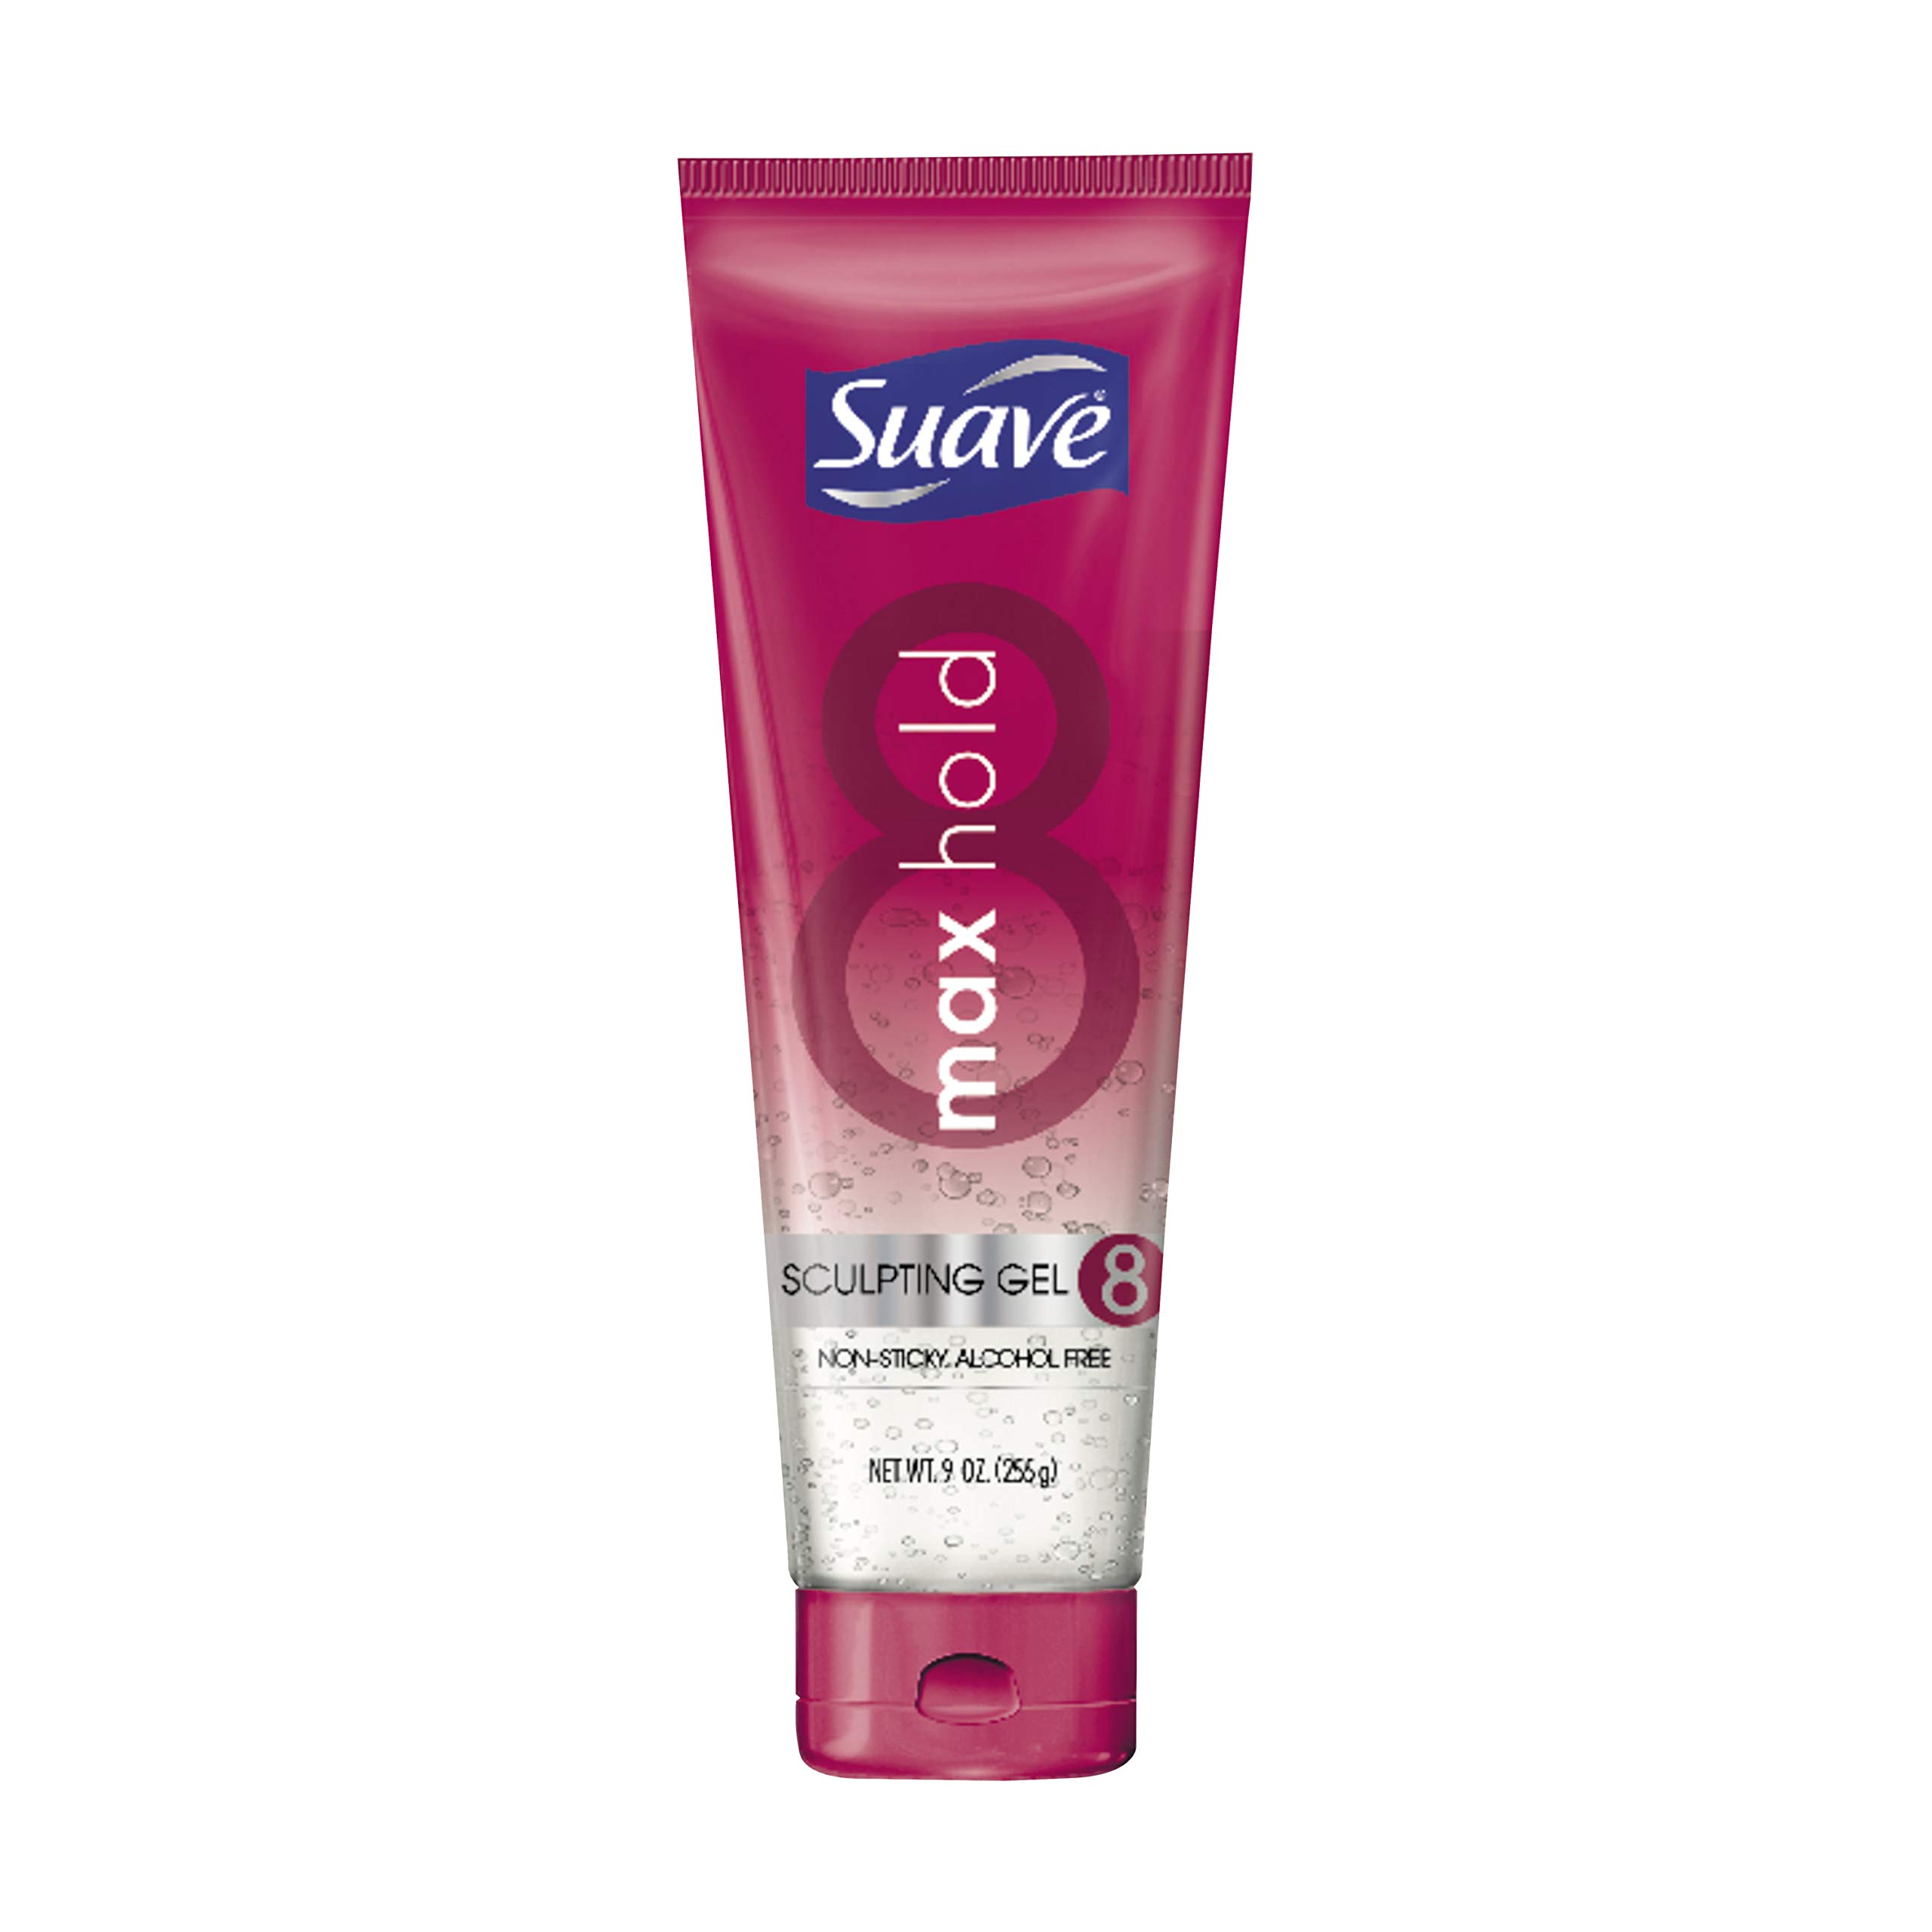 Suave®
8
max hold
SCULPTING GEL 8
NON-STICKY, ALCOHOL FREE
NET WT. 9 OZ. (255g)